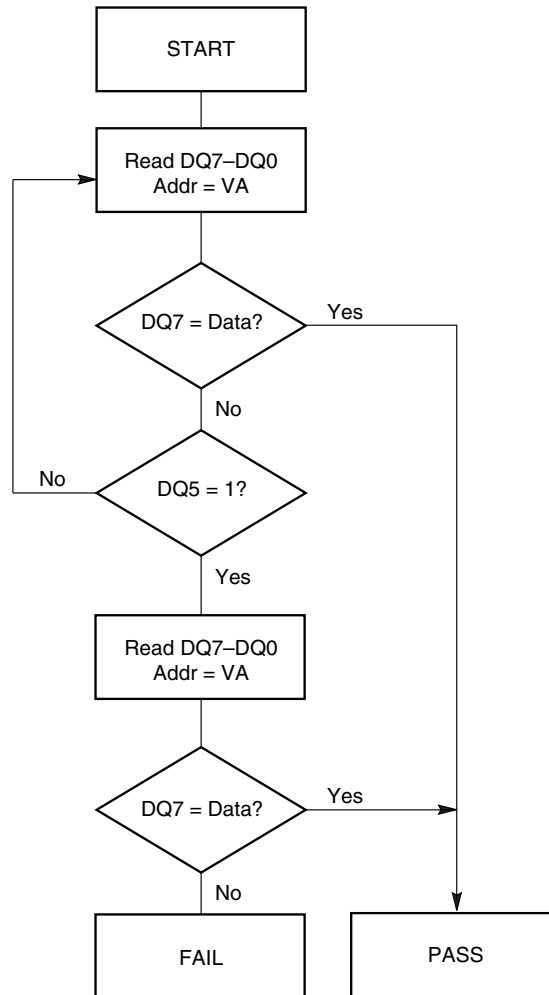 START
Read DQ7–DQ0
Addr = VA
DQ7 = Data?
Yes
No
No
DQ5 = 1?
Yes
Read DQ7–DQ0
Addr = VA
DQ7 = Data?
Yes
No
FAIL
PASS